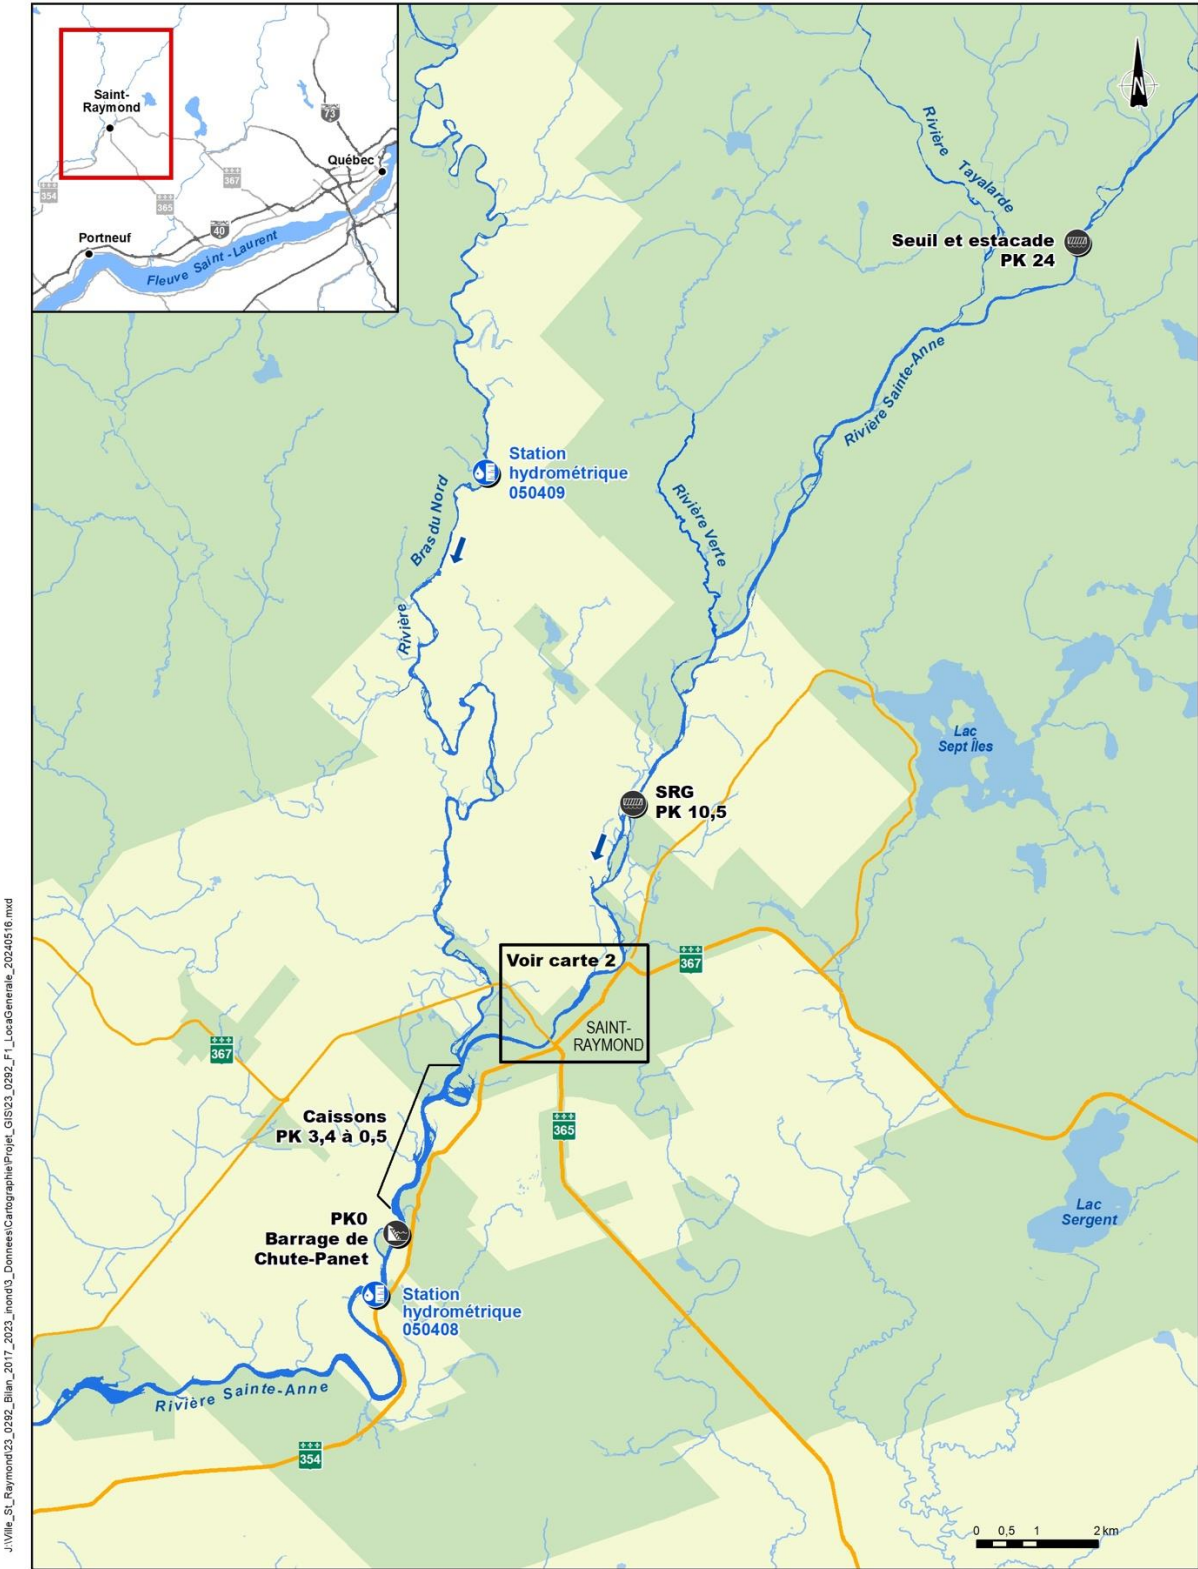 Saint-
Raymond
73
Québec
354
365
367
40
Portneuf
Fleuve Saint-Laurent
N
Rivière Tayalarde
Seuil et estacade
PK 24
Rivière Sainte-Anne
Station
hydrométrique
050409
Rivière Bras du Nord
Rivière Verte
Lac
Sept Îles
SRG
PK 10,5
Voir carte 2
367
SAINT-
RAYMOND
367
Caissons
PK 3,4 à 0,5
365
Lac
Sergent
PK0
Barrage de
Chute-Panet
Station
hydrométrique
050408
Rivière Sainte-Anne
354
0 0,5 1 2 km
J:\Ville_St_Raymond\23_0292_Bilan_2017_2023_inond\3_Donnees\Cartographie\Projet_GIS\23_0292_F1_LocaGenerale_20240516.mxd